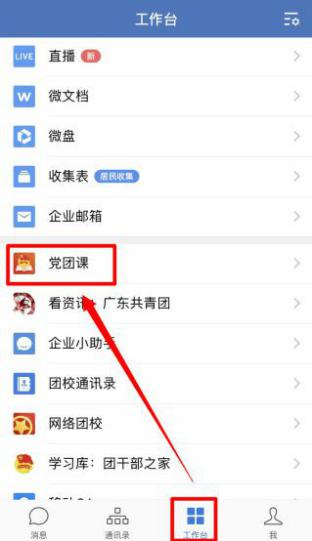 工作台
LIVE 直播 新
W 微文档
微盘
收集表 居民收集
企业邮箱
党团课
看资讯 广东共青团
企业小助手
团校通讯录
网络团校
学习库：团干部之家
消息 通讯录 工作台 我